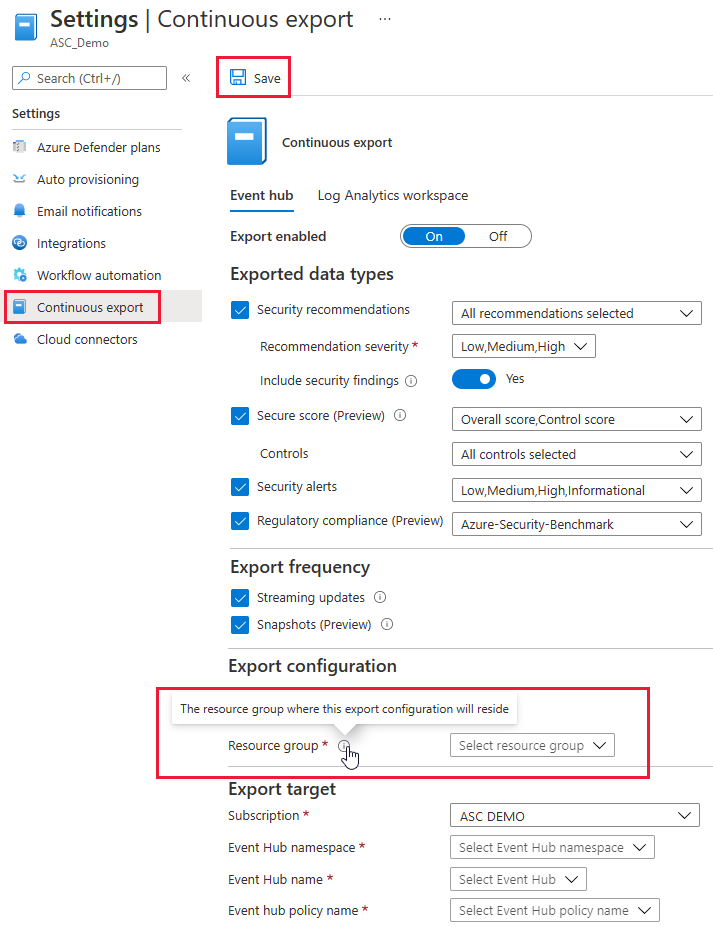 Settings | Continuous export ...
ASC_Demo
Search (Ctrl+/) «
Save
Settings
Azure Defender plans
Auto provisioning
Email notifications
Integrations
Workflow automation
Continuous export
Cloud connectors
Continuous export
Event hub Log Analytics workspace
Export enabled On Off
Exported data types
Security recommendations All recommendations selected
Recommendation severity * Low,Medium,High
Include security findings Yes
Secure score (Preview) Overall score,Control score
Controls All controls selected
Security alerts Low,Medium,High,Informational
Regulatory compliance (Preview) Azure-Security-Benchmark
Export frequency
Streaming updates
Snapshots (Preview)
Export configuration
The resource group where this export configuration will reside
Resource group * Select resource group
Export target
Subscription * ASC DEMO
Event Hub namespace * Select Event Hub namespace
Event Hub name * Select Event Hub
Event hub policy name * Select Event Hub policy name